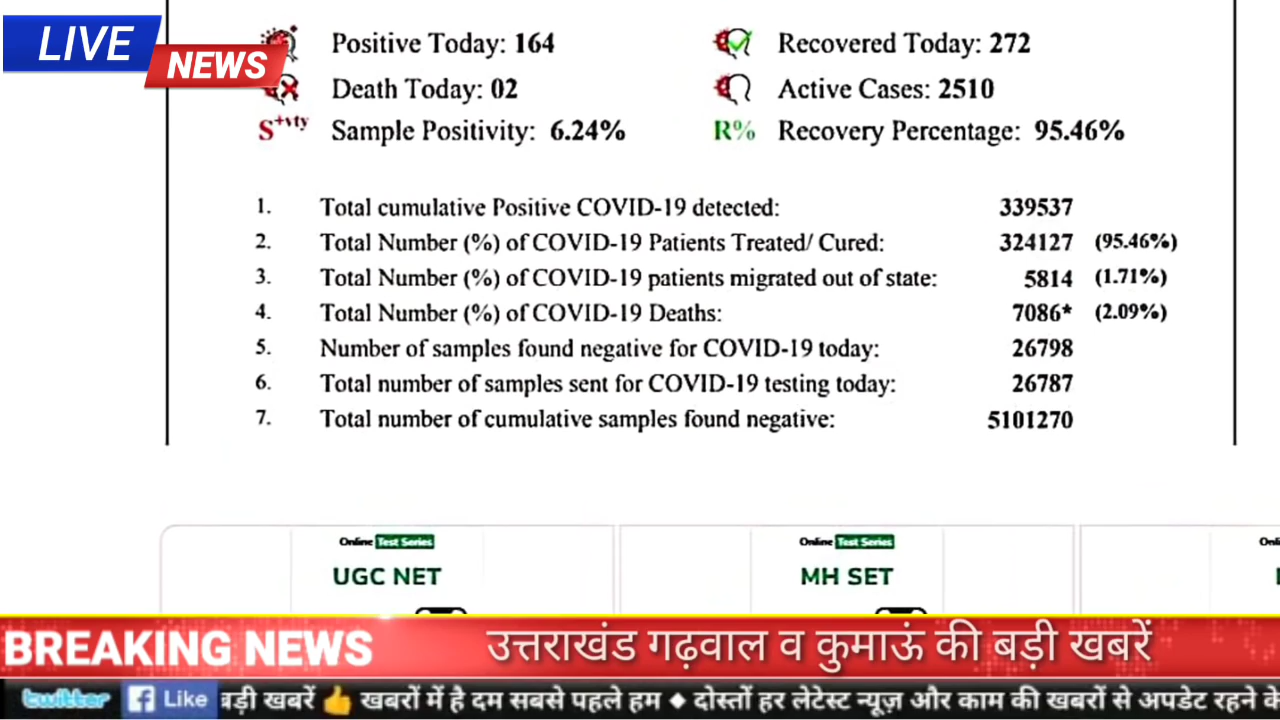 LIVE
NEWS
Positive Today: 164
Recovered Today: 272
Death Today: 02
Active Cases: 2510
S+vty Sample Positivity: 6.24%
R% Recovery Percentage: 95.46%
1. Total cumulative Positive COVID-19 detected: 339537
2. Total Number (%) of COVID-19 Patients Treated/ Cured: 324127 (95.46%)
3. Total Number (%) of COVID-19 patients migrated out of state: 5814 (1.71%)
4. Total Number (%) of COVID-19 Deaths: 7086* (2.09%)
5. Number of samples found negative for COVID-19 today: 26798
6. Total number of samples sent for COVID-19 testing today: 26787
7. Total number of cumulative samples found negative: 5101270
Online Test Series
UGC NET
Online Test Series
MH SET
BREAKING NEWS उत्तराखंड गढ़वाल व कुमाऊं की बड़ी खबरें
twitter f Like बड़ी खबरें 👍 खबरों में है दम सबसे पहले हम ◆ दोस्तों हर लेटेस्ट न्यूज़ और काम की खबरों से अपडेट रहने के